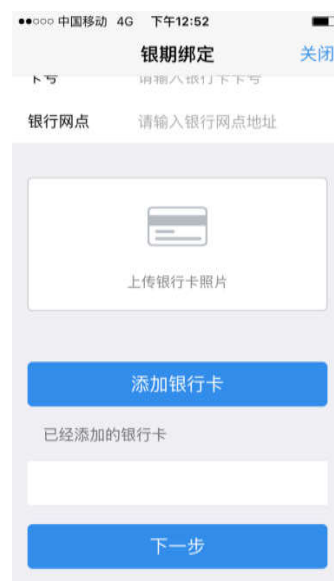 中国移动 4G 下午12:52
银期绑定 关闭
卡号 请输入银行卡卡号
银行网点 请输入银行网点地址
上传银行卡照片
添加银行卡
已经添加的银行卡
下一步